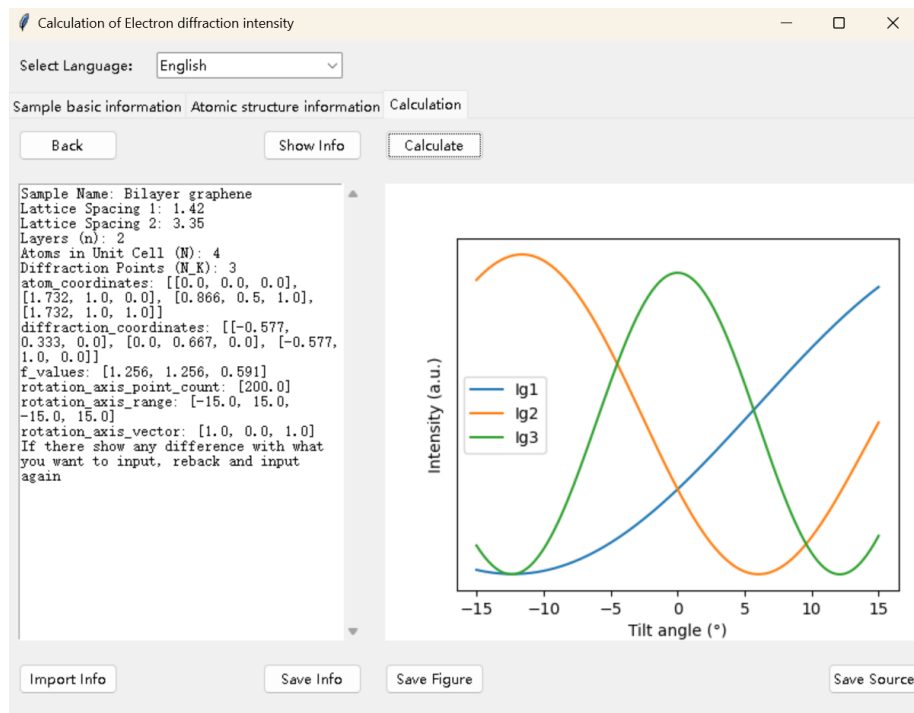 Calculation of Electron diffraction intensity
Select Language:
English
Sample basic information
Atomic structure information
Calculation
Back
Show Info
Calculate
Sample Name: Bilayer graphene
Lattice Spacing 1: 1.42
Lattice Spacing 2: 3.35
Layers (n): 2
Atoms in Unit Cell (N): 4
Diffraction Points (N_K): 3
atom_coordinates: [[0.0, 0.0, 0.0],
[1.732, 1.0, 0.0], [0.866, 0.5, 1.0],
[1.732, 1.0, 1.0]]
diffraction_coordinates: [[-0.577,
0.333, 0.0], [0.0, 0.667, 0.0], [-0.577,
1.0, 0.0]]
f_values: [1.256, 1.256, 0.591]
rotation_axis_point_count: [200.0]
rotation_axis_range: [-15.0, 15.0,
-15.0, 15.0]
rotation_axis_vector: [1.0, 0.0, 1.0]
If there show any difference with what
you want to input, reback and input
again
Intensity (a.u.)
Ig1
Ig2
Ig3
−15 −10 −5 0 5 10 15
Tilt angle (°)
Import Info
Save Info
Save Figure
Save Source